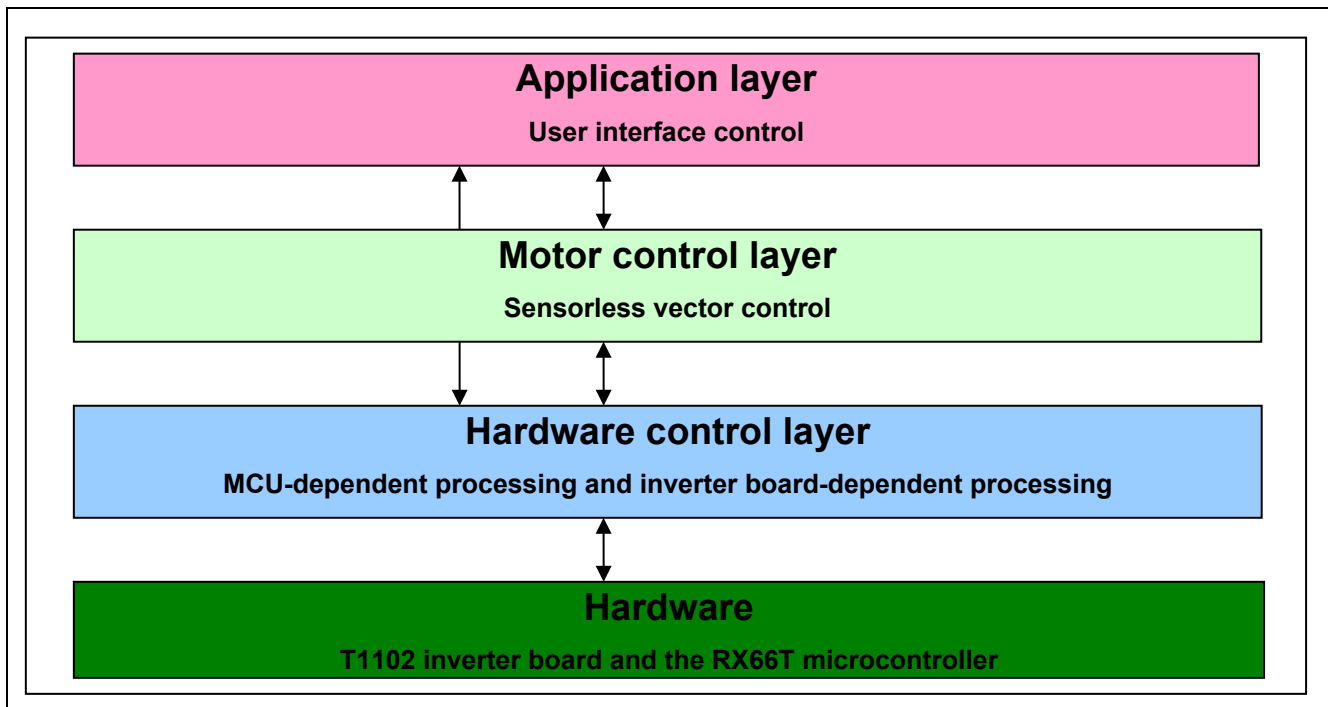 Application layer
User interface control
Motor control layer
Sensorless vector control
Hardware control layer
MCU-dependent processing and inverter board-dependent processing
Hardware
T1102 inverter board and the RX66T microcontroller